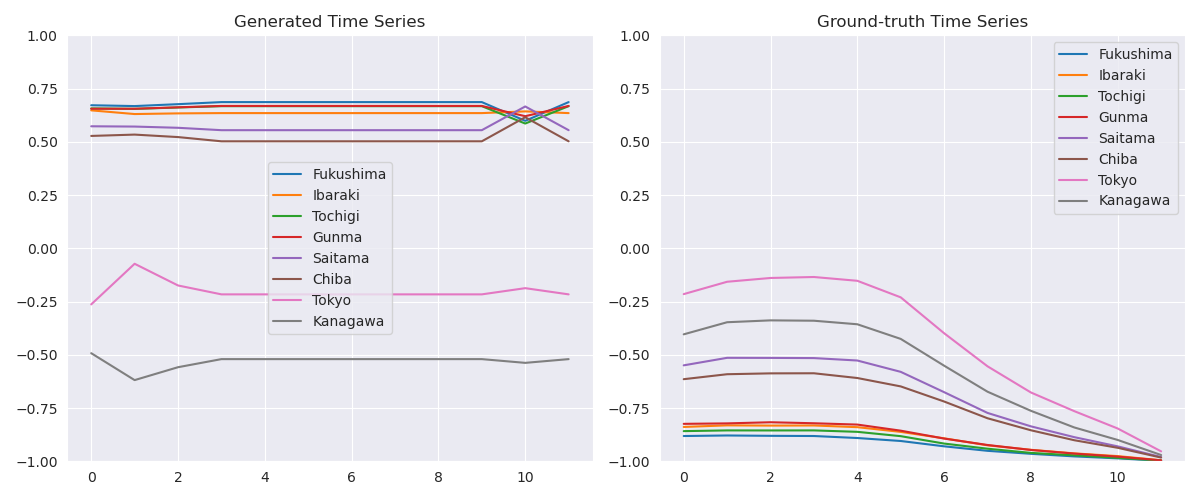 Generated Time Series
1.00
0.75
0.50
0.25
0.00
−0.25
−0.50
−0.75
−1.00
0 2 4 6 8 10
Fukushima
Ibaraki
Tochigi
Gunma
Saitama
Chiba
Tokyo
Kanagawa
Ground-truth Time Series
1.00
0.75
0.50
0.25
0.00
−0.25
−0.50
−0.75
−1.00
0 2 4 6 8 10
Fukushima
Ibaraki
Tochigi
Gunma
Saitama
Chiba
Tokyo
Kanagawa